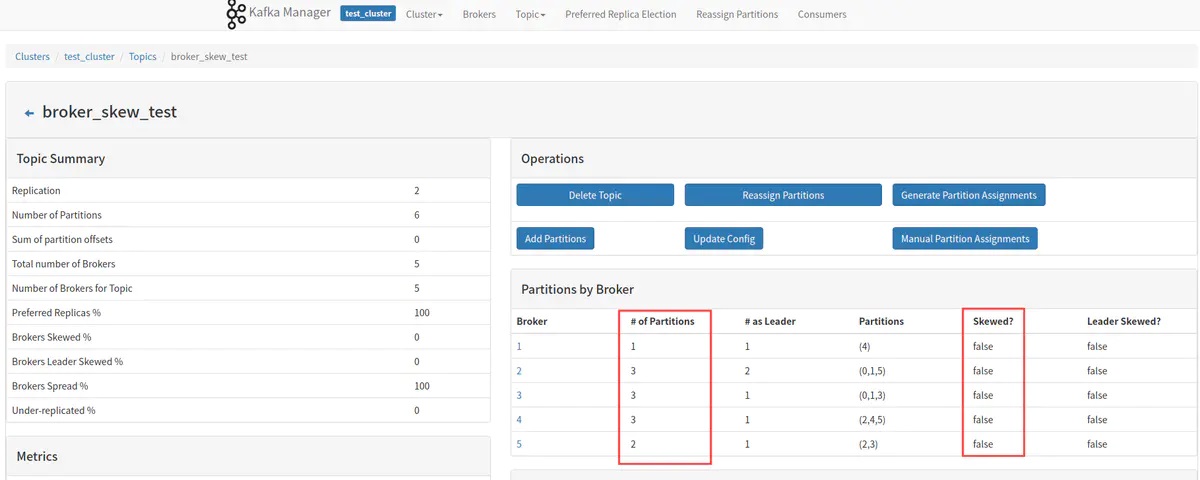 Kafka Manager test_cluster Cluster Brokers Topic Preferred Replica Election Reassign Partitions Consumers
Clusters / test_cluster / Topics / broker_skew_test
broker_skew_test
Topic Summary
Replication 2
Number of Partitions 6
Sum of partition offsets 0
Total number of Brokers 5
Number of Brokers for Topic 5
Preferred Replicas % 100
Brokers Skewed % 0
Brokers Leader Skewed % 0
Brokers Spread % 100
Under-replicated % 0
Metrics
Operations
Delete Topic Reassign Partitions Generate Partition Assignments
Add Partitions Update Config Manual Partition Assignments
Partitions by Broker
Broker # of Partitions # as Leader Partitions Skewed? Leader Skewed?
1 1 1 (4) false false
2 3 2 (0,1,5) false false
3 3 1 (0,1,3) false false
4 3 1 (2,4,5) false false
5 2 1 (2,3) false false